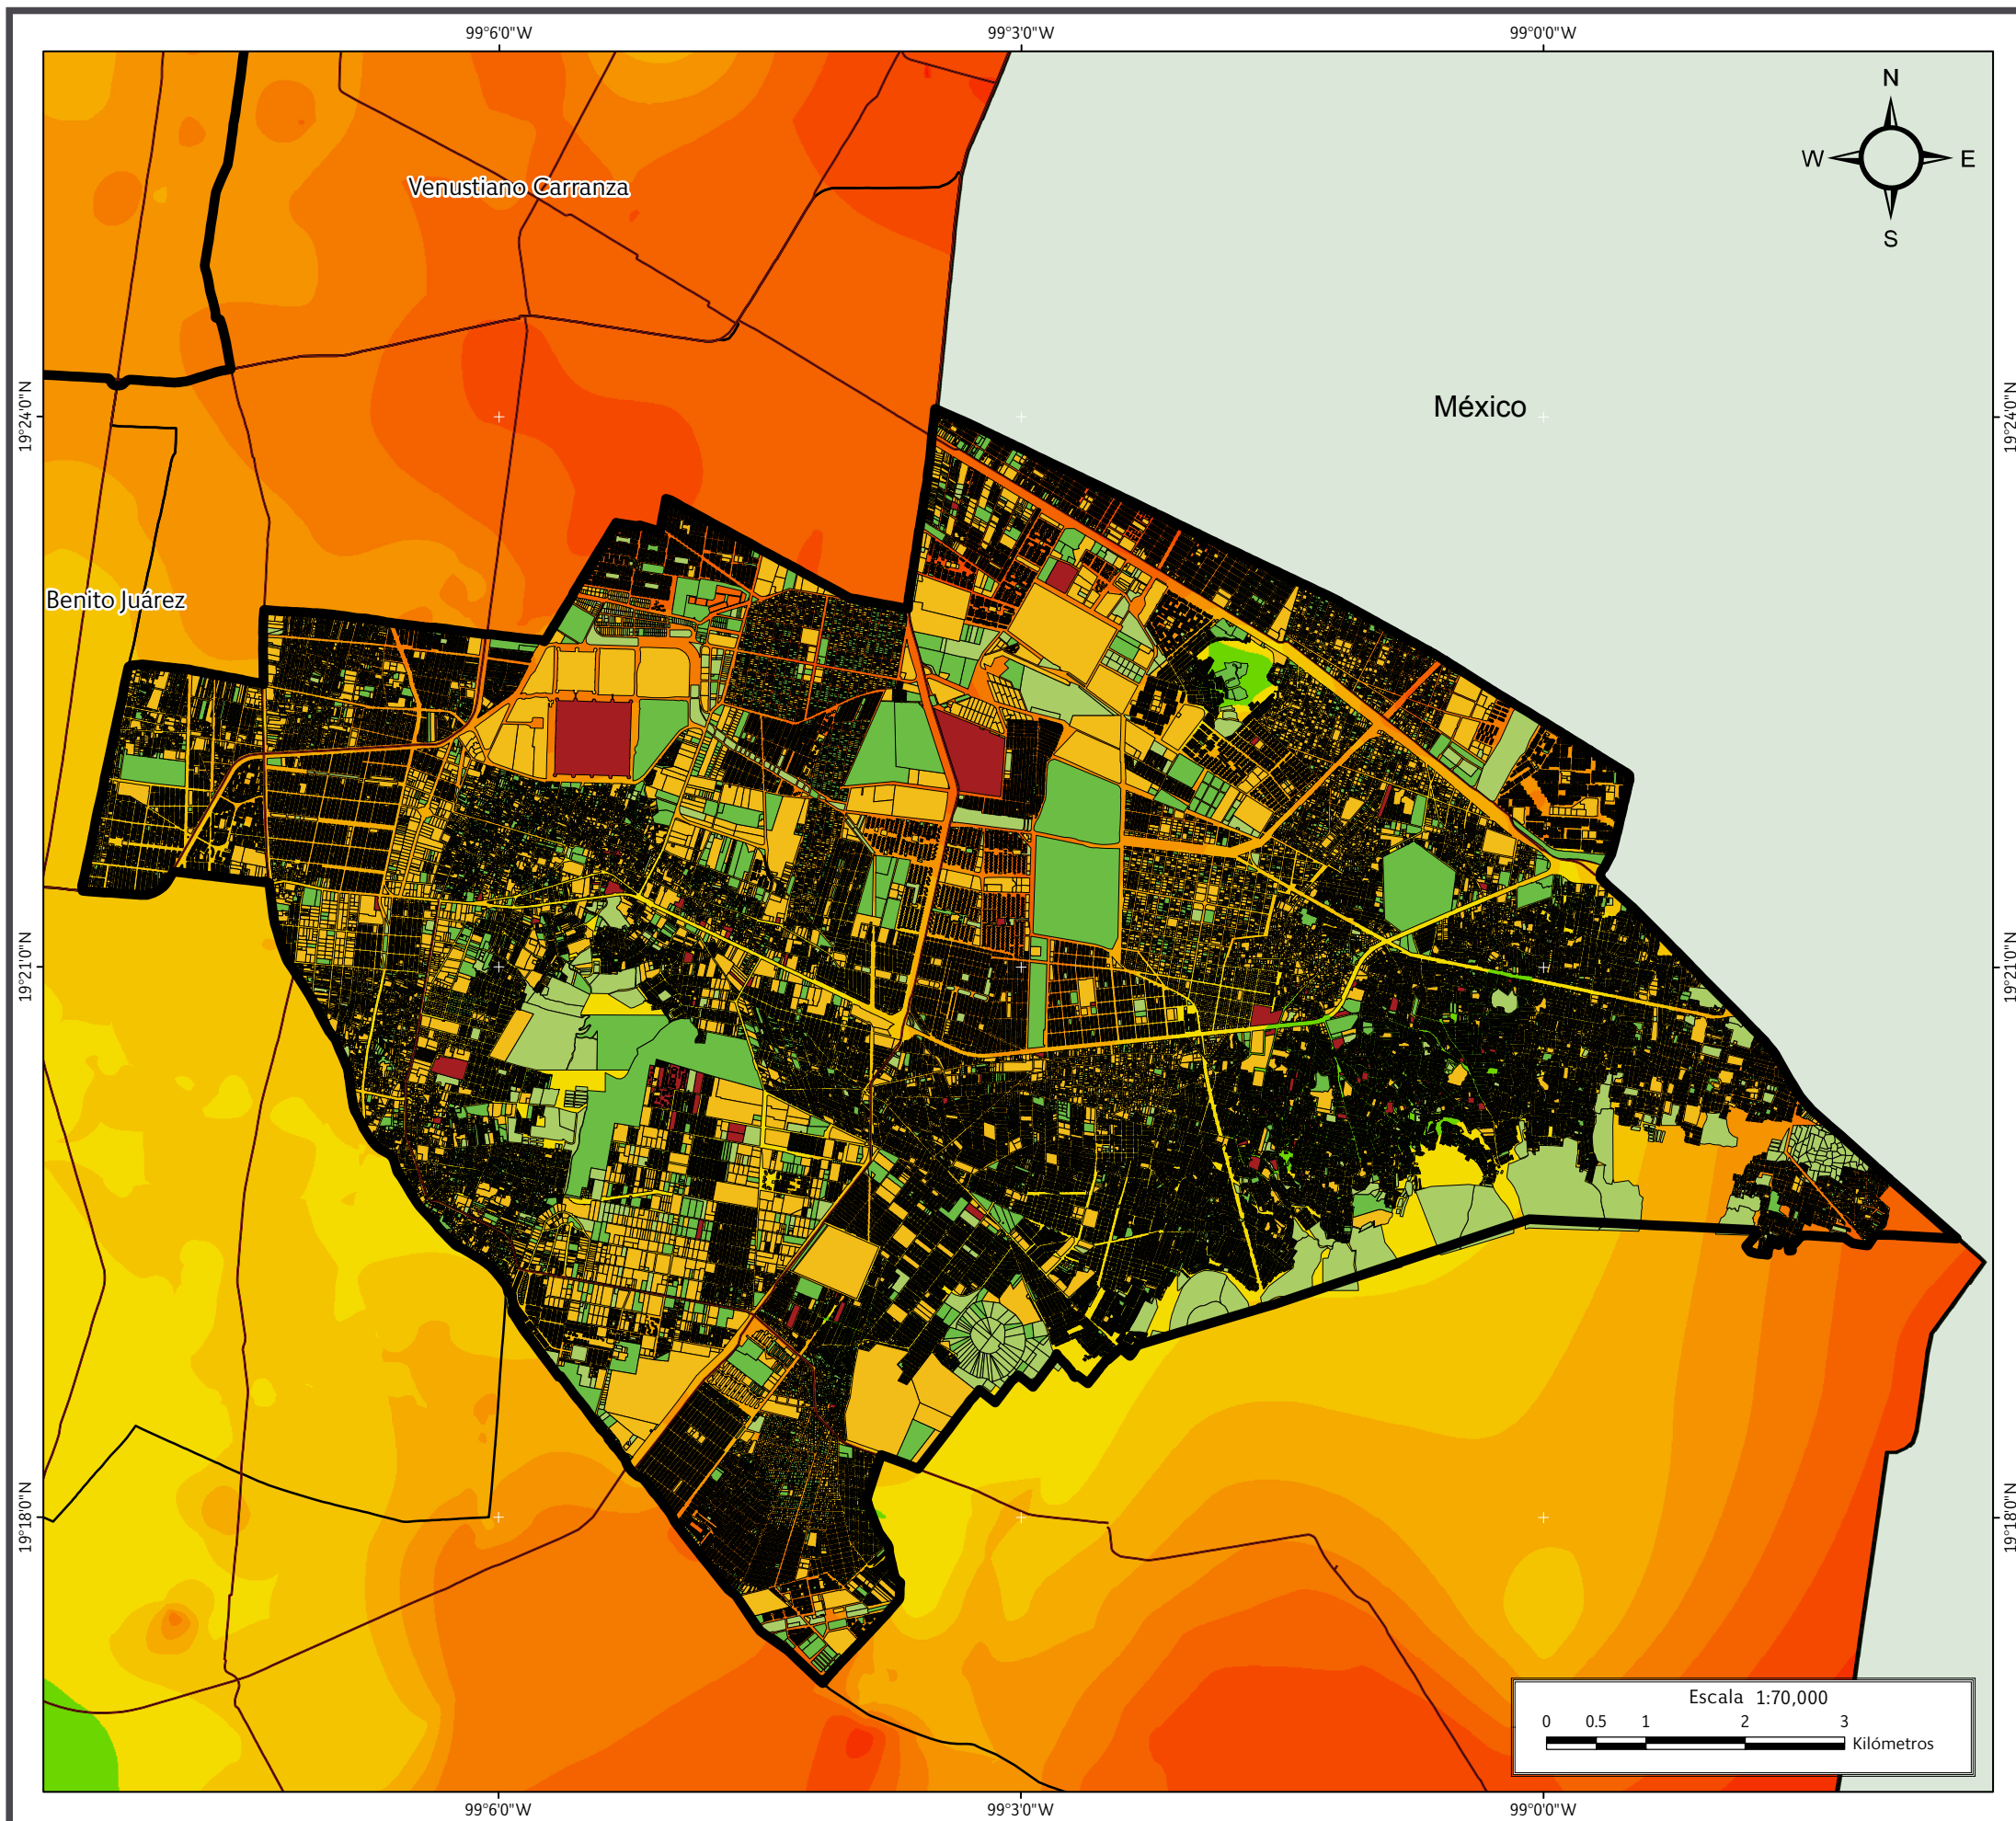 99°6'0"W
99°3'0"W
99°0'0"W
N
W
E
S
Venustiano Carranza
México
19°24'0"N
19°24'0"N
Benito Juárez
19°21'0"N
19°21'0"N
19°18'0"N
19°18'0"N
Escala 1:70,000
0 0.5 1 2 3
Kilómetros
99°6'0"W
99°3'0"W
99°0'0"W